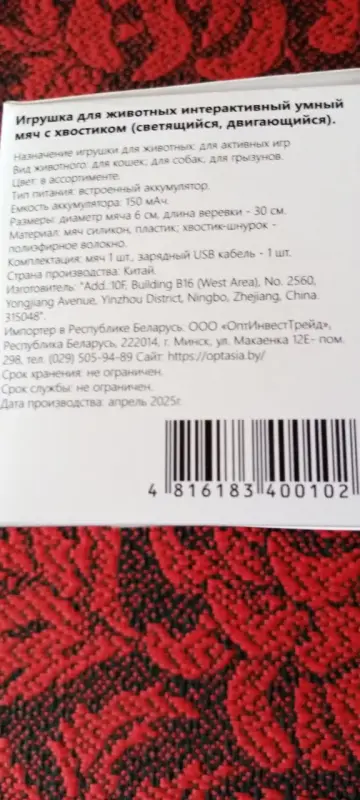 Игрушка для животных интерактивный умный
мяч с хвостиком (светящийся, двигающийся).
Назначение игрушки для животных: для активных игр
Вид животного: для кошек; для собак, для грызунов.
Цвет: в ассортименте.
Тип питания: встроенный аккумулятор.
Емкость аккумулятора: 150 мАч.
Размеры: диаметр мяча 6 см, длина веревки - 30 см.
Материал: мяч силикон, пластик; хвостик-шнурок -
полиэфирное волокно.
Комплектация: мяч 1 шт., зарядный USB кабель - 1 шт.
Страна производства: Китай.
Изготовитель: "Add. 10F, Building B16 (West Area), No. 2560,
Yongjiang Avenue, Yinzhou District, Ningbo, Zhejiang, China.
315048".
Импортер в Республике Беларусь: ООО «ОптИнвестТрейд»,
Республика Беларусь, 222014, г. Минск, ул. Макаенка 12Е- пом.
298, тел. (029) 505-94-89 Сайт: https://optasia.by/
Срок хранения: не ограничен.
Срок службы: не ограничен.
Дата производства: апрель 2025г.
4 816183 400102